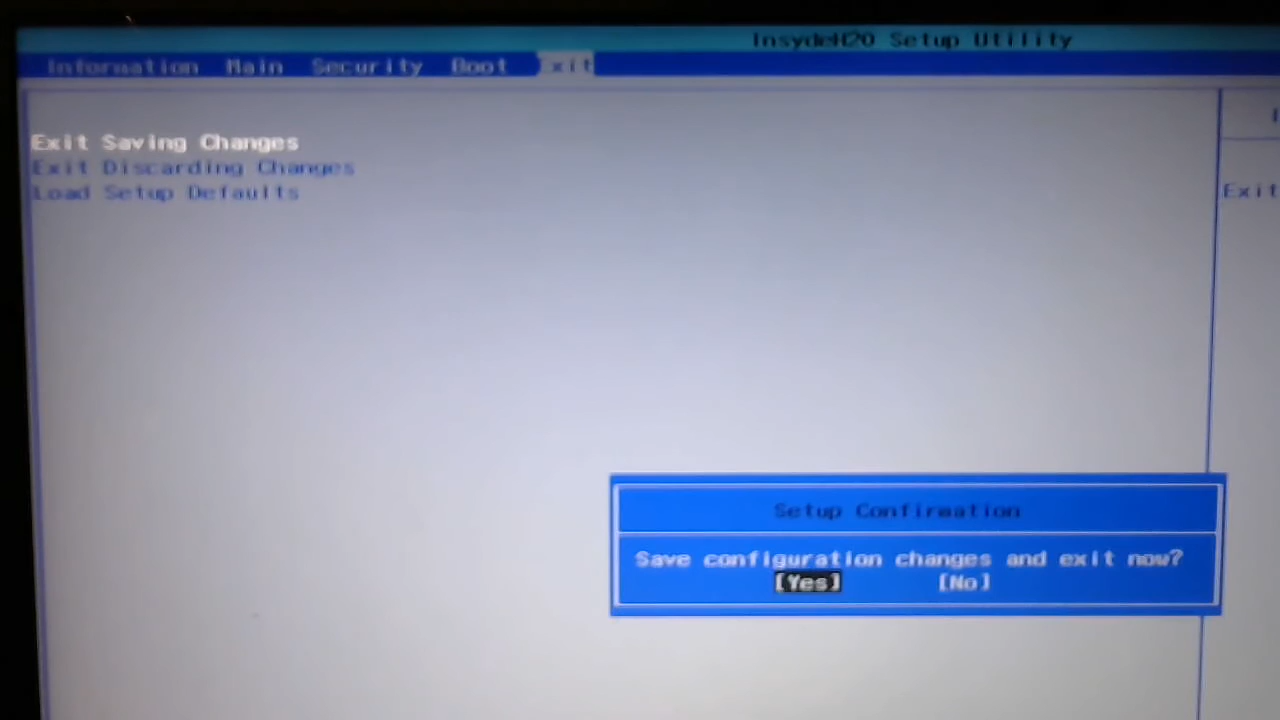 InsydeH2O Setup Utility
Information Main Security Boot Exit
Exit Saving Changes
Exit Discarding Changes
Load Setup Defaults
Exit
Setup Confirmation
Save configuration changes and exit now?
[Yes] [No]